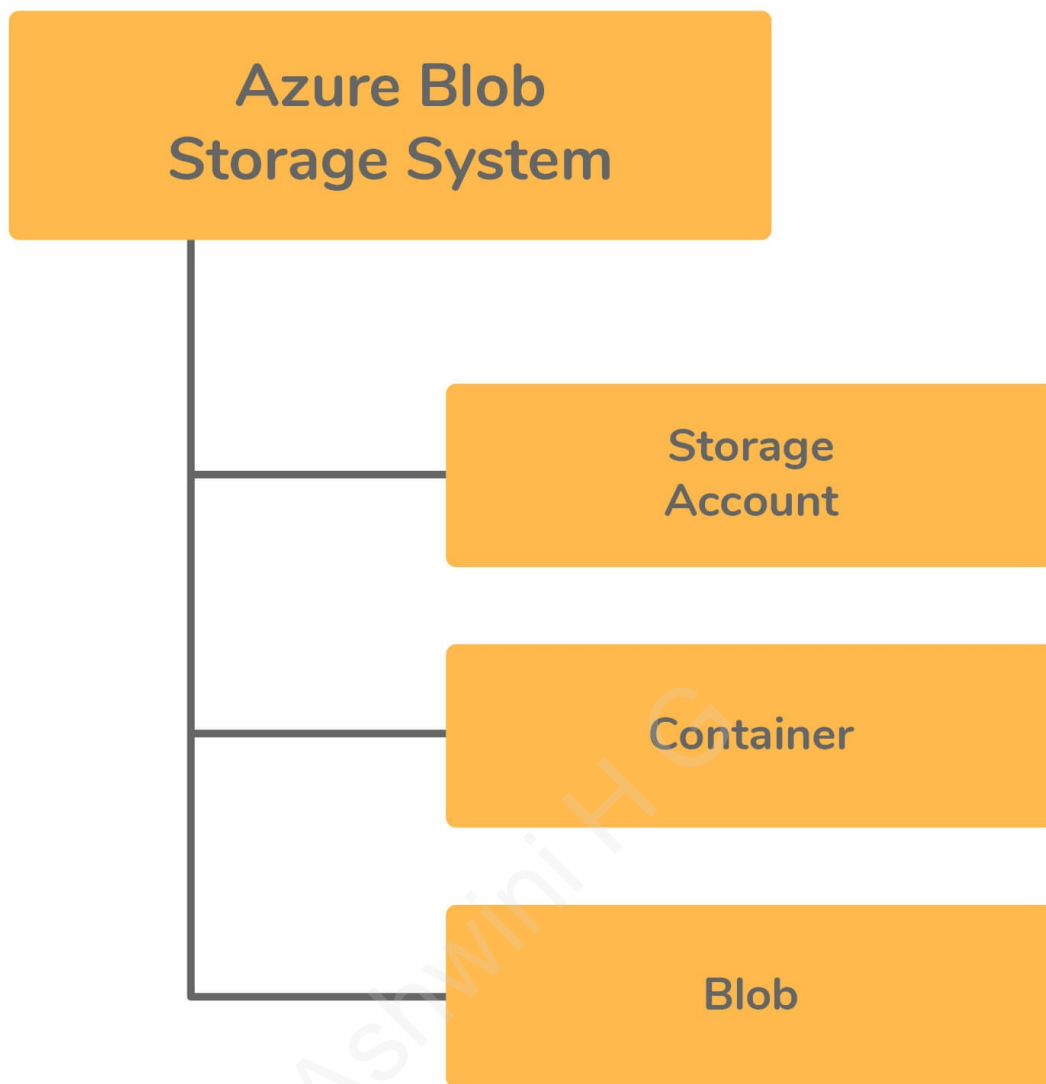 Azure Blob
Storage System
Storage
Account
Container
Blob
Ashwini H G